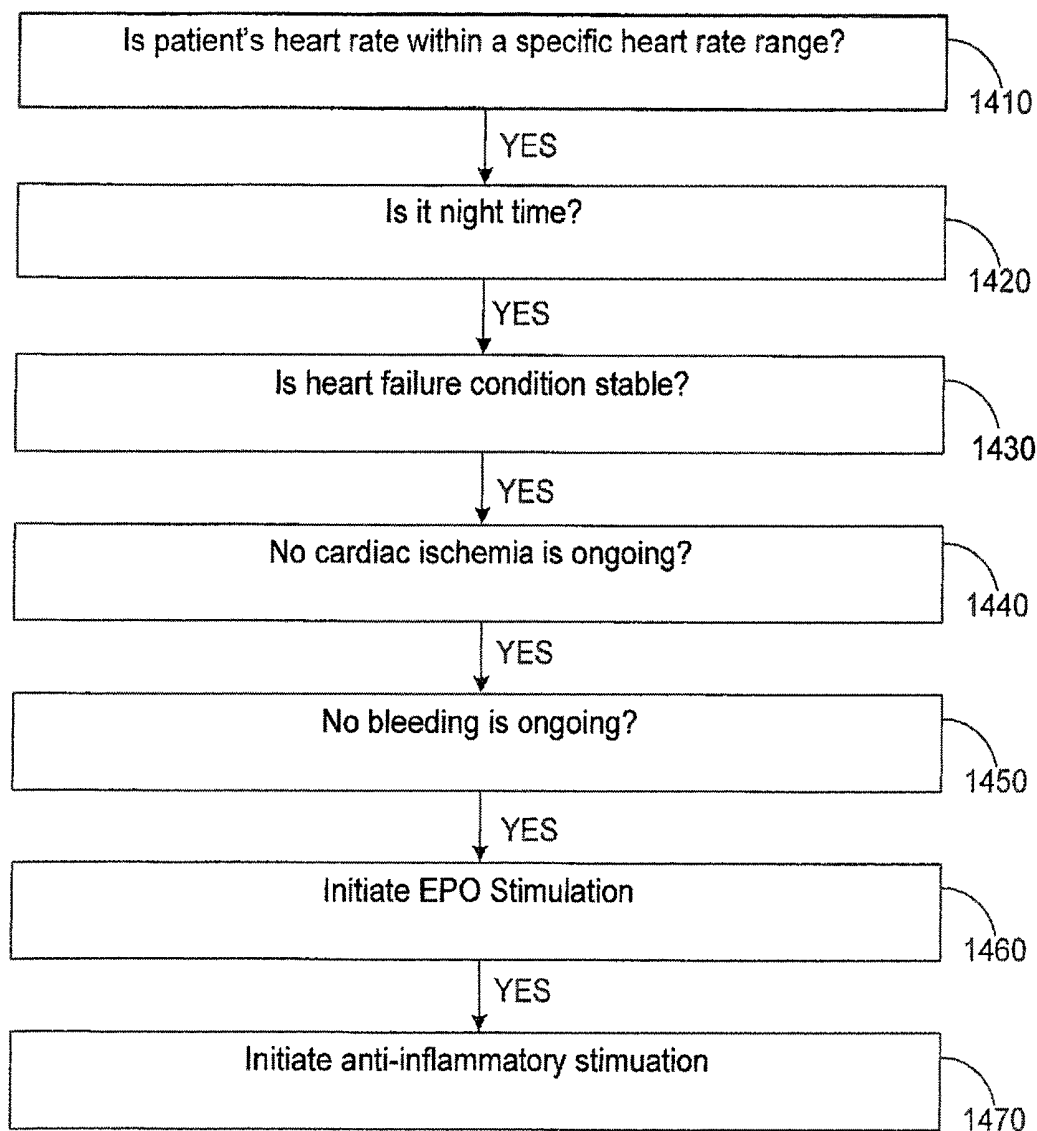 Is patient's heart rate within a specific heart rate range?
1410
YES
Is it night time?
1420
YES
Is heart failure condition stable?
1430
YES
No cardiac ischemia is ongoing?
1440
YES
No bleeding is ongoing?
1450
YES
Initiate EPO Stimulation
1460
YES
Initiate anti-inflammatory stimuation
1470